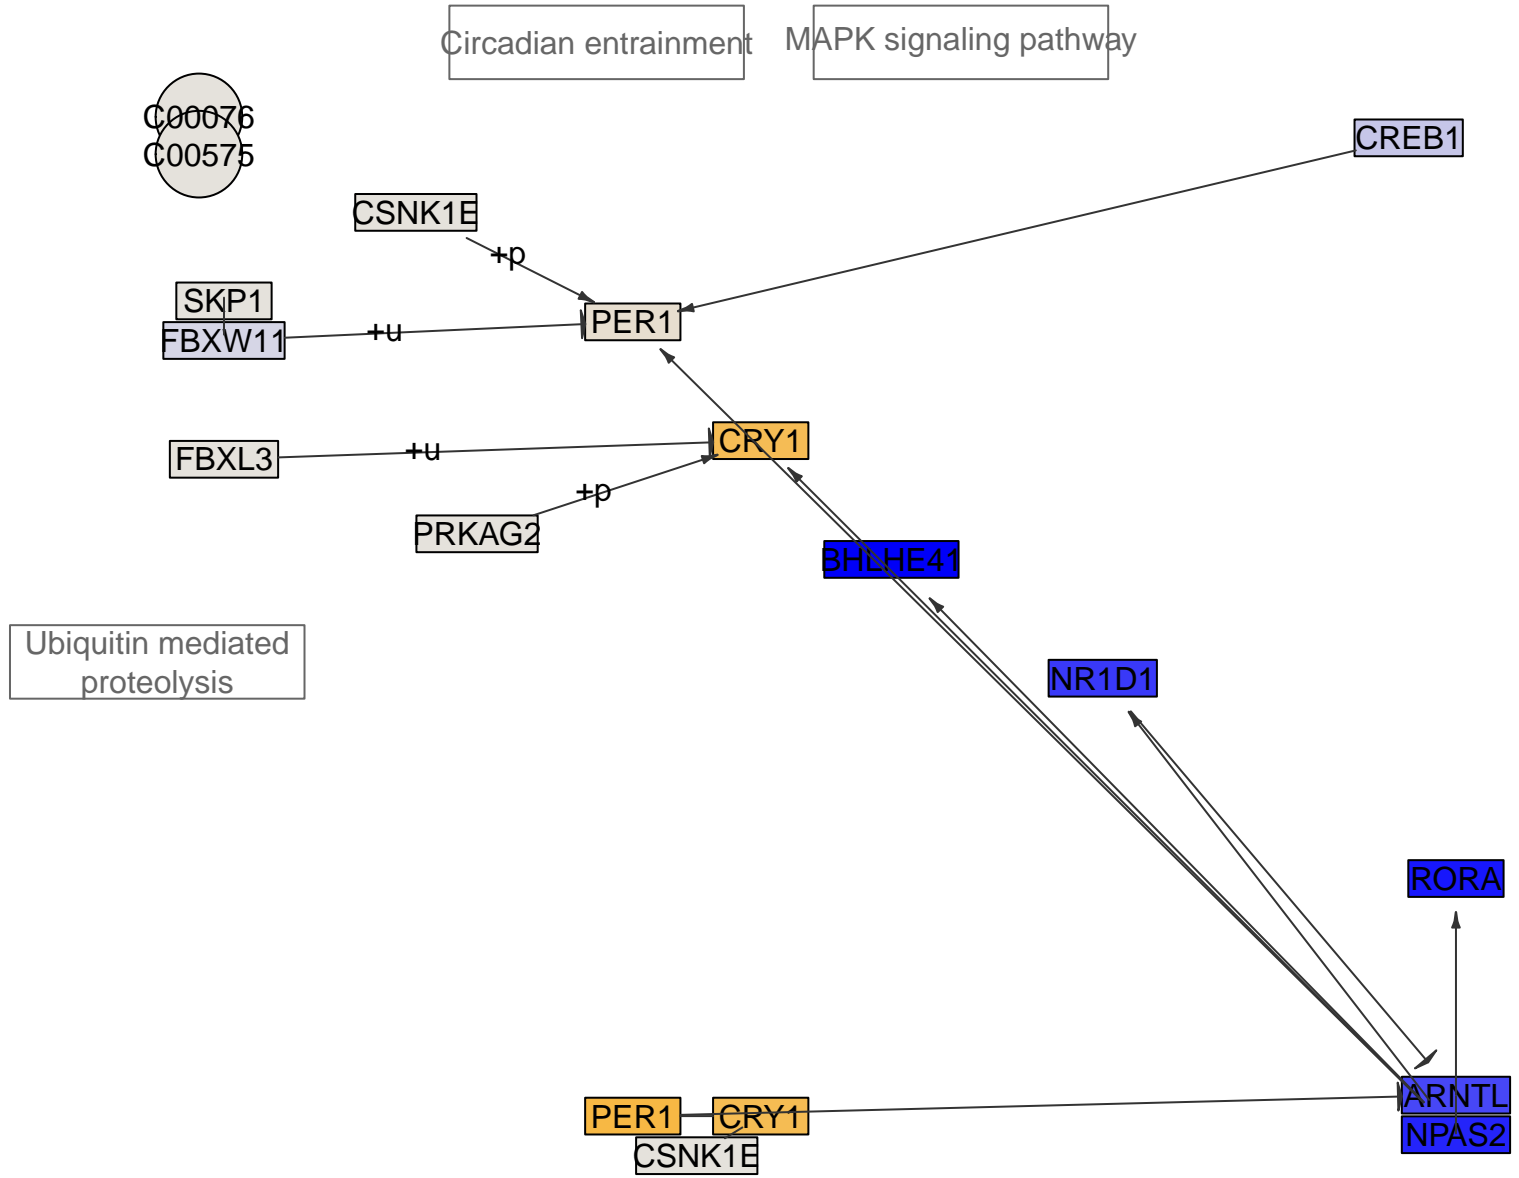 Circadian entrainment
MAPK signaling pathway
C00076
C00575
CREB1
CSNK1E
+p
SKP1
FBXW11
+u
PER1
FBXL3
+u
CRY1
+p
PRKAG2
BHLHE41
Ubiquitin mediated
proteolysis
NR1D1
RORA
ARNTL
NPAS2
PER1
CRY1
CSNK1E